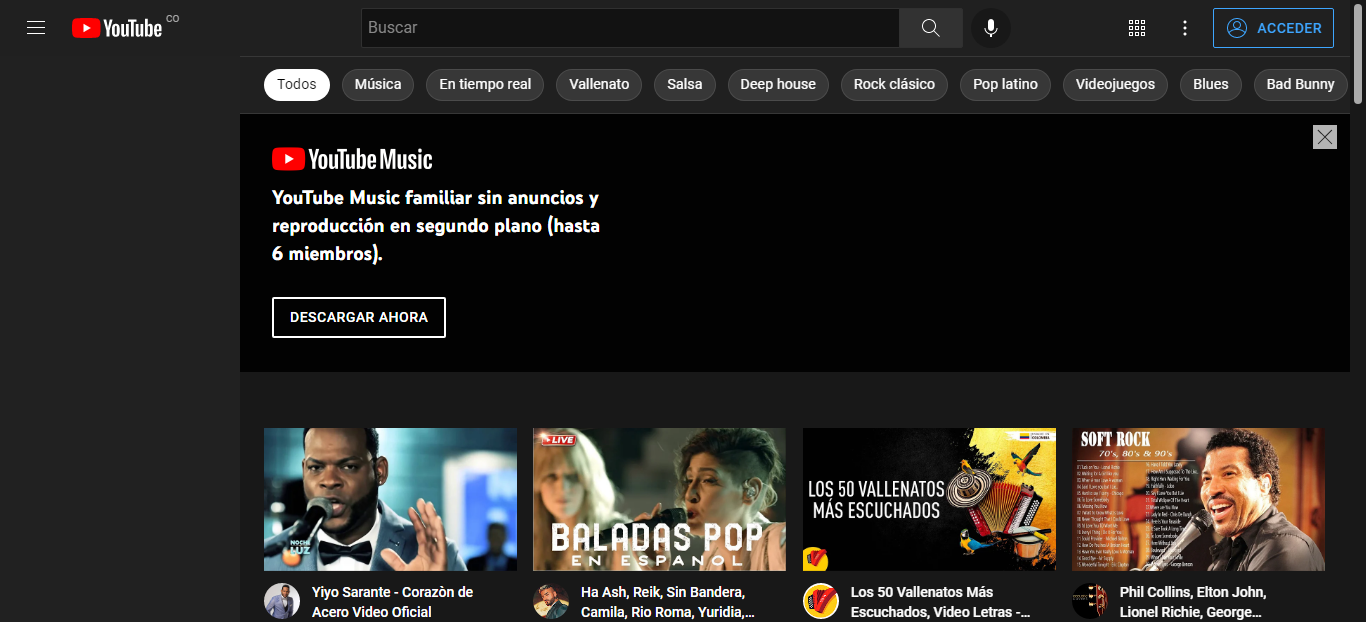 YouTube CO
Buscar
ACCEDER
Todos
Música
En tiempo real
Vallenato
Salsa
Deep house
Rock clásico
Pop latino
Videojuegos
Blues
Bad Bunny
YouTube Music
YouTube Music familiar sin anuncios y
reproducción en segundo plano (hasta
6 miembros).
DESCARGAR AHORA
NOCHE
LUZ
LIVE
BALADAS POP
EN ESPAÑOL
LOS 50 VALLENATOS
MÁS ESCUCHADOS
SOFT ROCK
70's, 80's & 90's
Yiyo Sarante - Corazòn de
Acero Video Oficial
Ha Ash, Reik, Sin Bandera,
Camila, Rio Roma, Yuridia,...
Los 50 Vallenatos Más
Escuchados, Video Letras -...
Phil Collins, Elton John,
Lionel Richie, George...